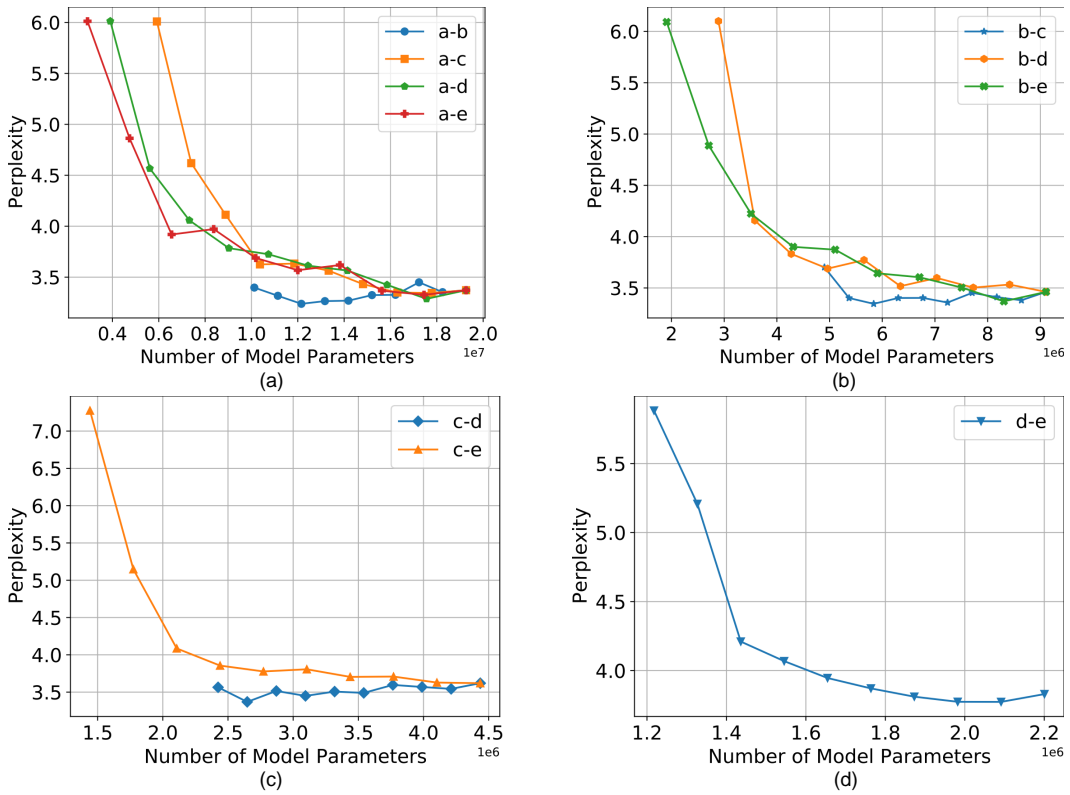 6.0
5.5
5.0
4.5
4.0
3.5
Perplexity
a-b
a-c
a-d
a-e
0.4 0.6 0.8 1.0 1.2 1.4 1.6 1.8 2.0
1e7
Number of Model Parameters
(a)
6.0
5.5
5.0
4.5
4.0
3.5
Perplexity
b-c
b-d
b-e
2 3 4 5 6 7 8 9
1e6
Number of Model Parameters
(b)
7.0
6.5
6.0
5.5
5.0
4.5
4.0
3.5
Perplexity
c-d
c-e
1.5 2.0 2.5 3.0 3.5 4.0 4.5
1e6
Number of Model Parameters
(c)
5.5
5.0
4.5
4.0
Perplexity
d-e
1.2 1.4 1.6 1.8 2.0 2.2
1e6
Number of Model Parameters
(d)